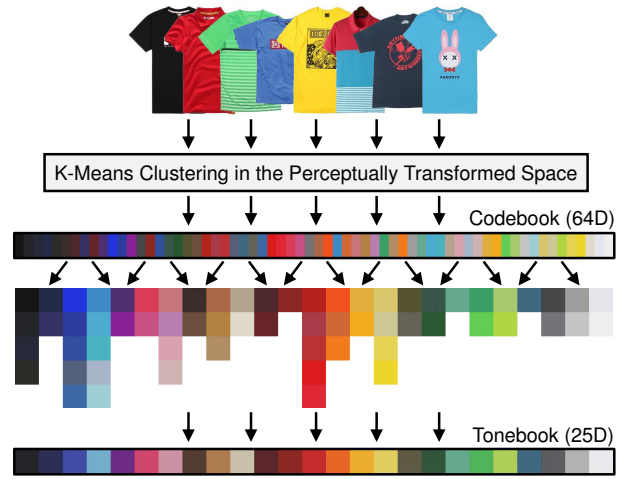 K-Means Clustering in the Perceptually Transformed Space
Codebook (64D)
Tonebook (25D)